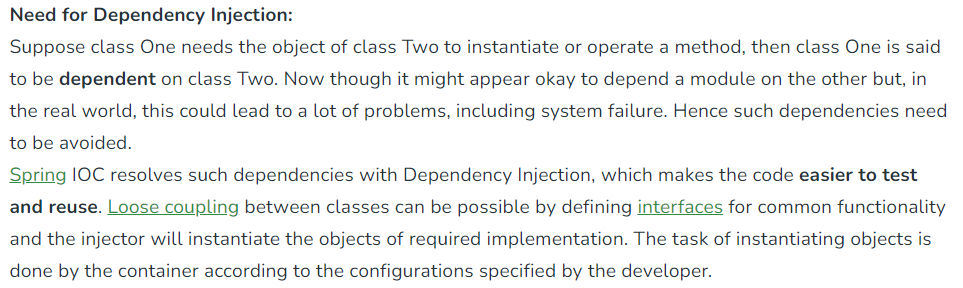 Need for Dependency Injection:
Suppose class One needs the object of class Two to instantiate or operate a method, then class One is said
to be dependent on class Two. Now though it might appear okay to depend a module on the other but, in
the real world, this could lead to a lot of problems, including system failure. Hence such dependencies need
to be avoided.
Spring IOC resolves such dependencies with Dependency Injection, which makes the code easier to test
and reuse. Loose coupling between classes can be possible by defining interfaces for common functionality
and the injector will instantiate the objects of required implementation. The task of instantiating objects is
done by the container according to the configurations specified by the developer.